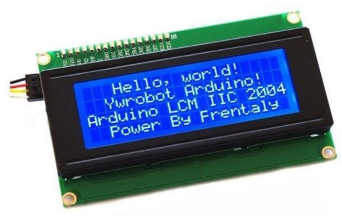 Hello, world!
Ywrobot Arduino!
Arduino LCM IIC 2004
Power By Frentaly